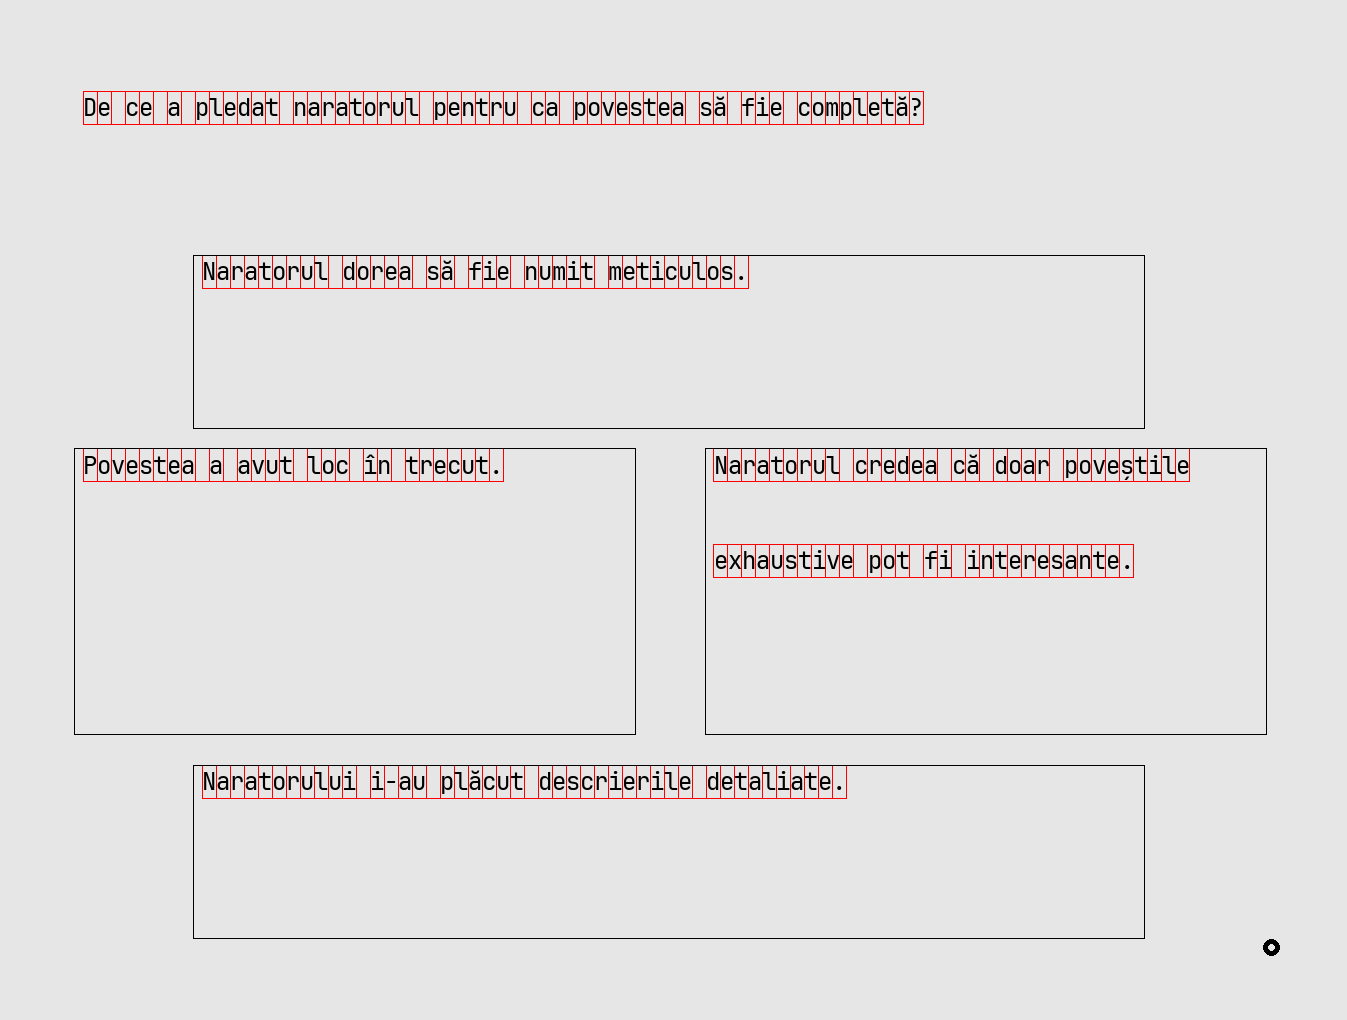 De ce a pledat naratorul pentru ca povestea să fie completă?
Naratorul dorea să fie numit meticulos.
Povestea a avut loc în trecut.
Naratorul credea că doar poveștile
exhaustive pot fi interesante.
Naratorului i-au plăcut descrierile detaliate.